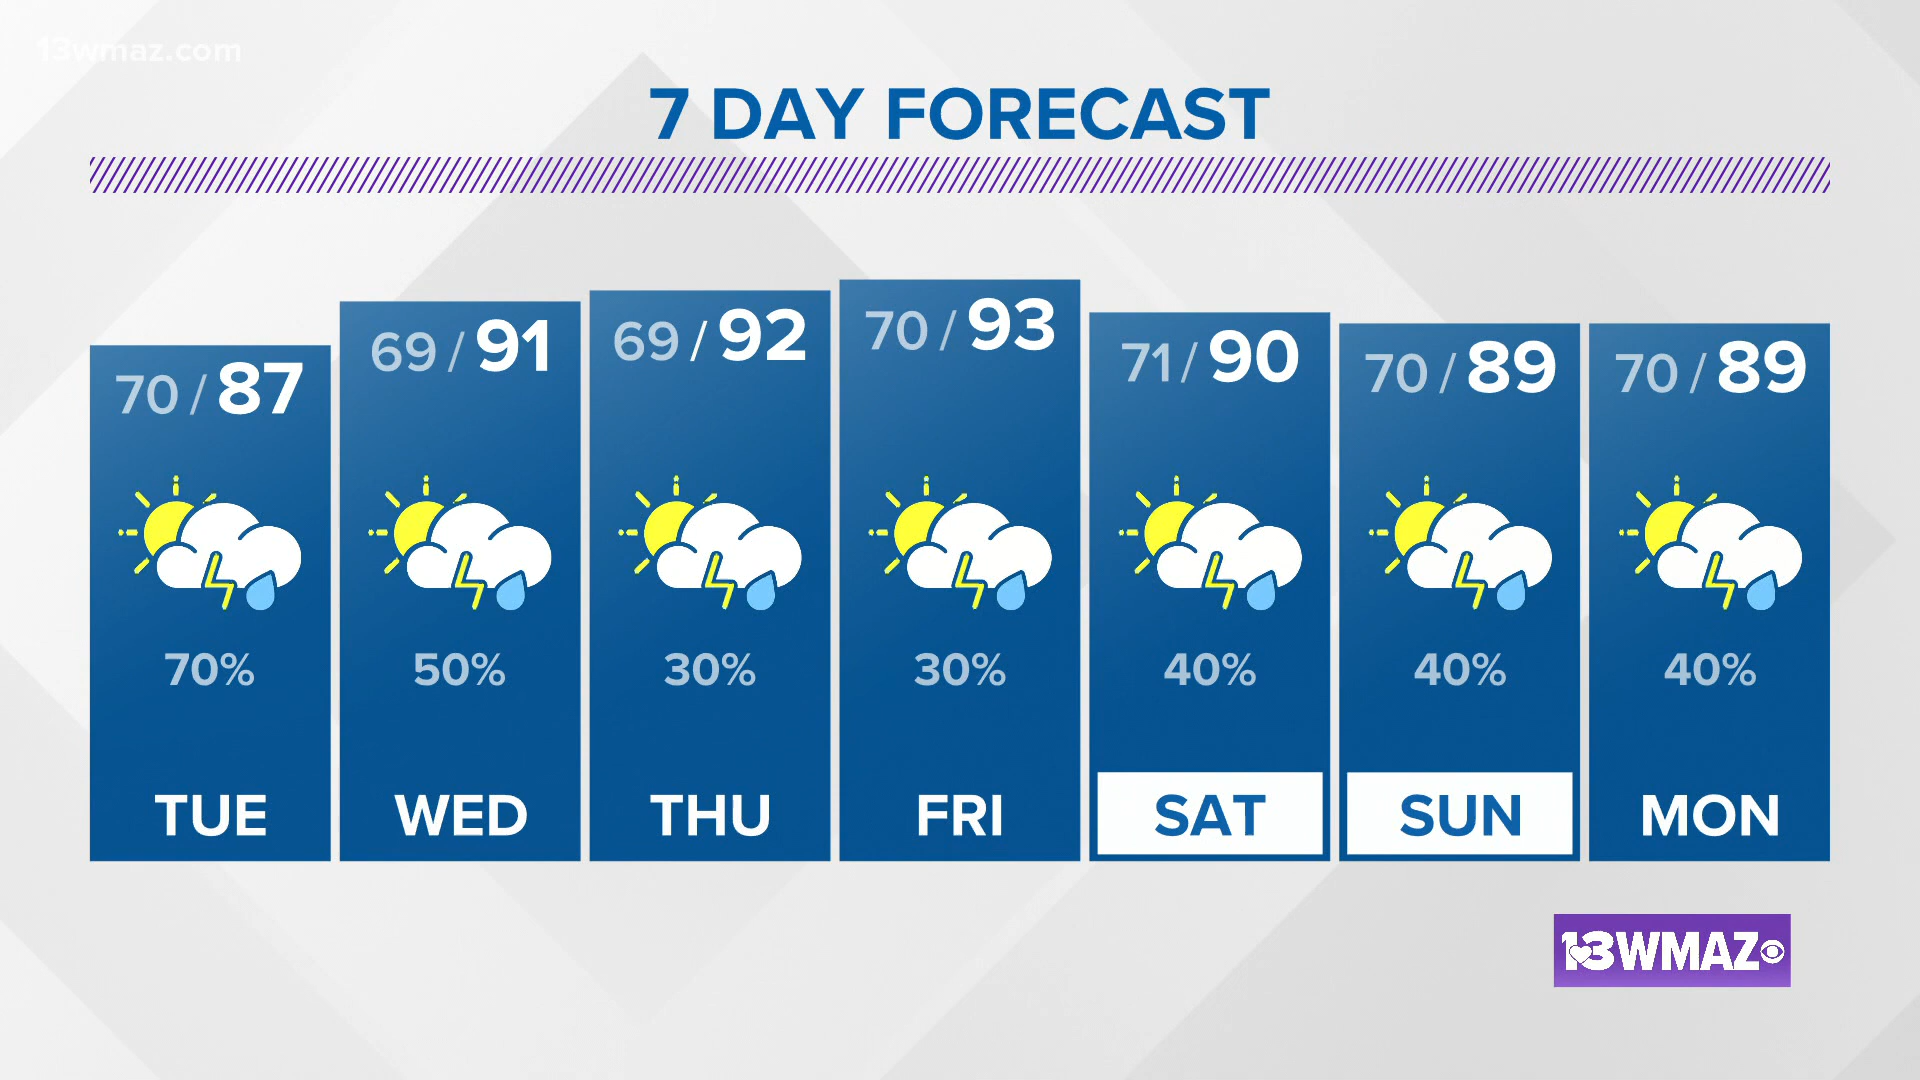 13wmaz.com
7 DAY FORECAST
70 / 87
69 / 91
69 / 92
70 / 93
71 / 90
70 / 89
70 / 89
70%
50%
30%
30%
40%
40%
40%
TUE
WED
THU
FRI
SAT
SUN
MON
13WMAZ